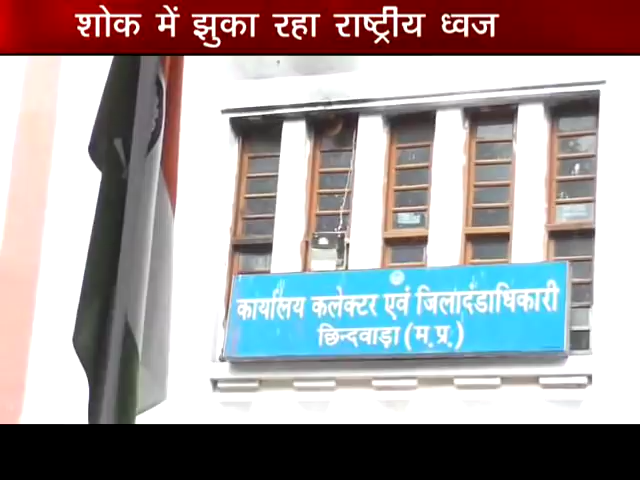 शोक में झुका रहा राष्ट्रीय ध्वज
कार्यालय कलेक्टर एवं जिलादंडाधिकारी
छिन्दवाड़ा (म.प्र.)